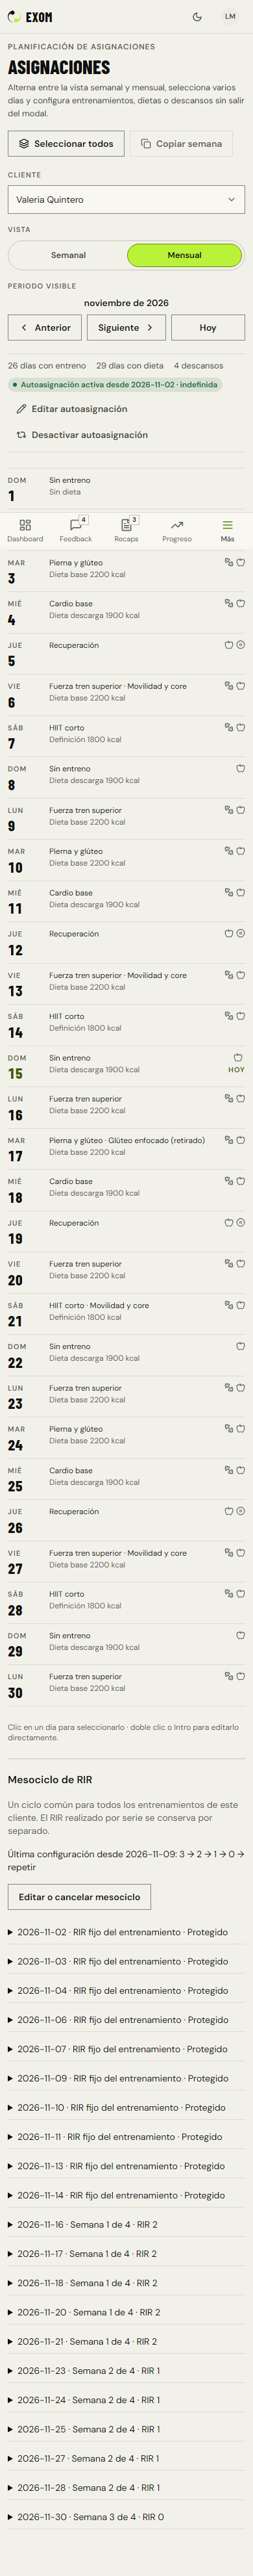 EXOM
LM
PLANIFICACIÓN DE ASIGNACIONES
ASIGNACIONES
Alterna entre la vista semanal y mensual, selecciona varios
días y configura entrenamientos, dietas o descansos sin salir
del modal.
Seleccionar todos
Copiar semana
CLIENTE
Valeria Quintero
VISTA
Semanal
Mensual
PERIODO VISIBLE
noviembre de 2026
Anterior
Siguiente
Hoy
26 días con entreno 29 días con dieta 4 descansos
Autoasignación activa desde 2026-11-02 · indefinida
Editar autoasignación
Desactivar autoasignación
DOM
1
Sin entreno
Sin dieta
4
3
Dashboard
Feedback
Recaps
Progreso
Más
MAR
3
Pierna y glúteo
Dieta base 2200 kcal
MIÉ
4
Cardio base
Dieta descarga 1900 kcal
JUE
5
Recuperación
VIE
6
Fuerza tren superior · Movilidad y core
Dieta base 2200 kcal
SÁB
7
HIIT corto
Definición 1800 kcal
DOM
8
Sin entreno
Dieta descarga 1900 kcal
LUN
9
Fuerza tren superior
Dieta base 2200 kcal
MAR
10
Pierna y glúteo
Dieta base 2200 kcal
MIÉ
11
Cardio base
Dieta descarga 1900 kcal
JUE
12
Recuperación
VIE
13
Fuerza tren superior · Movilidad y core
Dieta base 2200 kcal
SÁB
14
HIIT corto
Definición 1800 kcal
DOM
15
Sin entreno
Dieta descarga 1900 kcal
HOY
LUN
16
Fuerza tren superior
Dieta base 2200 kcal
MAR
17
Pierna y glúteo · Glúteo enfocado (retirado)
Dieta base 2200 kcal
MIÉ
18
Cardio base
Dieta descarga 1900 kcal
JUE
19
Recuperación
VIE
20
Fuerza tren superior
Dieta base 2200 kcal
SÁB
21
HIIT corto · Movilidad y core
Definición 1800 kcal
DOM
22
Sin entreno
Dieta descarga 1900 kcal
LUN
23
Fuerza tren superior
Dieta base 2200 kcal
MAR
24
Pierna y glúteo
Dieta base 2200 kcal
MIÉ
25
Cardio base
Dieta descarga 1900 kcal
JUE
26
Recuperación
VIE
27
Fuerza tren superior · Movilidad y core
Dieta base 2200 kcal
SÁB
28
HIIT corto
Definición 1800 kcal
DOM
29
Sin entreno
Dieta descarga 1900 kcal
LUN
30
Fuerza tren superior
Dieta base 2200 kcal
Clic en un día para seleccionarlo · doble clic o Intro para editarlo
directamente.
Mesociclo de RIR
Un ciclo común para todos los entrenamientos de este
cliente. El RIR realizado por serie se conserva por
separado.
Última configuración desde 2026-11-09: 3 → 2 → 1 → 0 →
repetir
Editar o cancelar mesociclo
2026-11-02 · RIR fijo del entrenamiento · Protegido
2026-11-03 · RIR fijo del entrenamiento · Protegido
2026-11-04 · RIR fijo del entrenamiento · Protegido
2026-11-06 · RIR fijo del entrenamiento · Protegido
2026-11-07 · RIR fijo del entrenamiento · Protegido
2026-11-09 · RIR fijo del entrenamiento · Protegido
2026-11-10 · RIR fijo del entrenamiento · Protegido
2026-11-11 · RIR fijo del entrenamiento · Protegido
2026-11-13 · RIR fijo del entrenamiento · Protegido
2026-11-14 · RIR fijo del entrenamiento · Protegido
2026-11-16 · Semana 1 de 4 · RIR 2
2026-11-17 · Semana 1 de 4 · RIR 2
2026-11-18 · Semana 1 de 4 · RIR 2
2026-11-20 · Semana 1 de 4 · RIR 2
2026-11-21 · Semana 1 de 4 · RIR 2
2026-11-23 · Semana 2 de 4 · RIR 1
2026-11-24 · Semana 2 de 4 · RIR 1
2026-11-25 · Semana 2 de 4 · RIR 1
2026-11-27 · Semana 2 de 4 · RIR 1
2026-11-28 · Semana 2 de 4 · RIR 1
2026-11-30 · Semana 3 de 4 · RIR 0